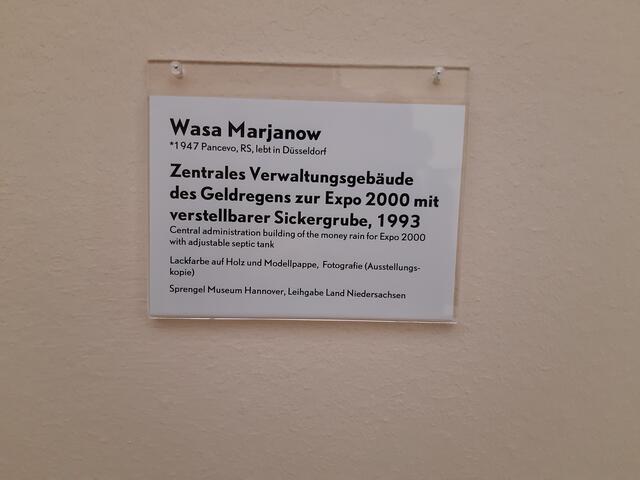 Wasa Marjanow
*1947 Pancevo, RS, lebt in Düsseldorf
Zentrales Verwaltungsgebäude
des Geldregens zur Expo 2000 mit
verstellbarer Sickergrube, 1993
Central administration building of the money rain for Expo 2000
with adjustable septic tank
Lackfarbe auf Holz und Modellpappe, Fotografie (Ausstellungs-
kopie)
Sprengel Museum Hannover, Leihgabe Land Niedersachsen